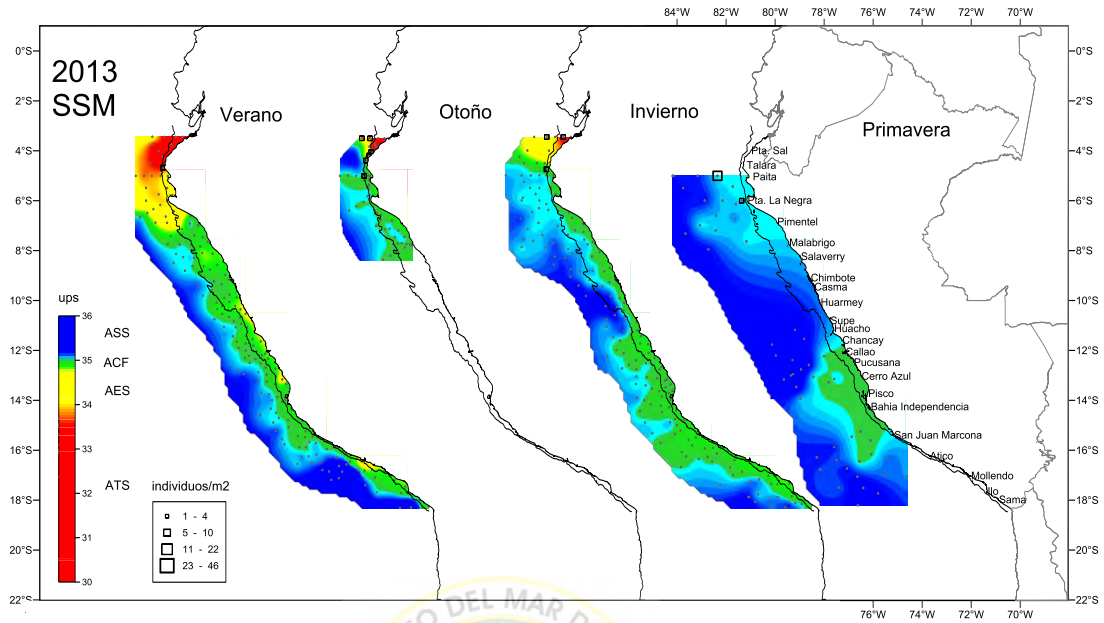 84°W 82°W 80°W 78°W 76°W 74°W 72°W 70°W
0°S 0°S
2013
SSM
2°S 2°S
Verano Otoño Invierno Primavera
4°S 4°S
Pta. Sal
Talara
Paita
6°S 6°S
Pta. La Negra
Pimentel
Malabrigo
8°S 8°S
Salaverry
Chimbote
Casma
10°S 10°S
Huarmey
Supe
Huacho
Chancay
12°S 12°S
Callao
Pucusana
Cerro Azul
Pisco
14°S 14°S
Bahia Independencia
San Juan Marcona
16°S 16°S
Atico
Mollendo
Ilo
18°S 18°S
Sama
20°S 20°S
22°S 22°S
76°W 74°W 72°W 70°W
ups
36
ASS
35
ACF
AES
34
33
ATS
32
31
30
individuos/m2
1 - 4
5 - 10
11 - 22
23 - 46
O DEL MAR D